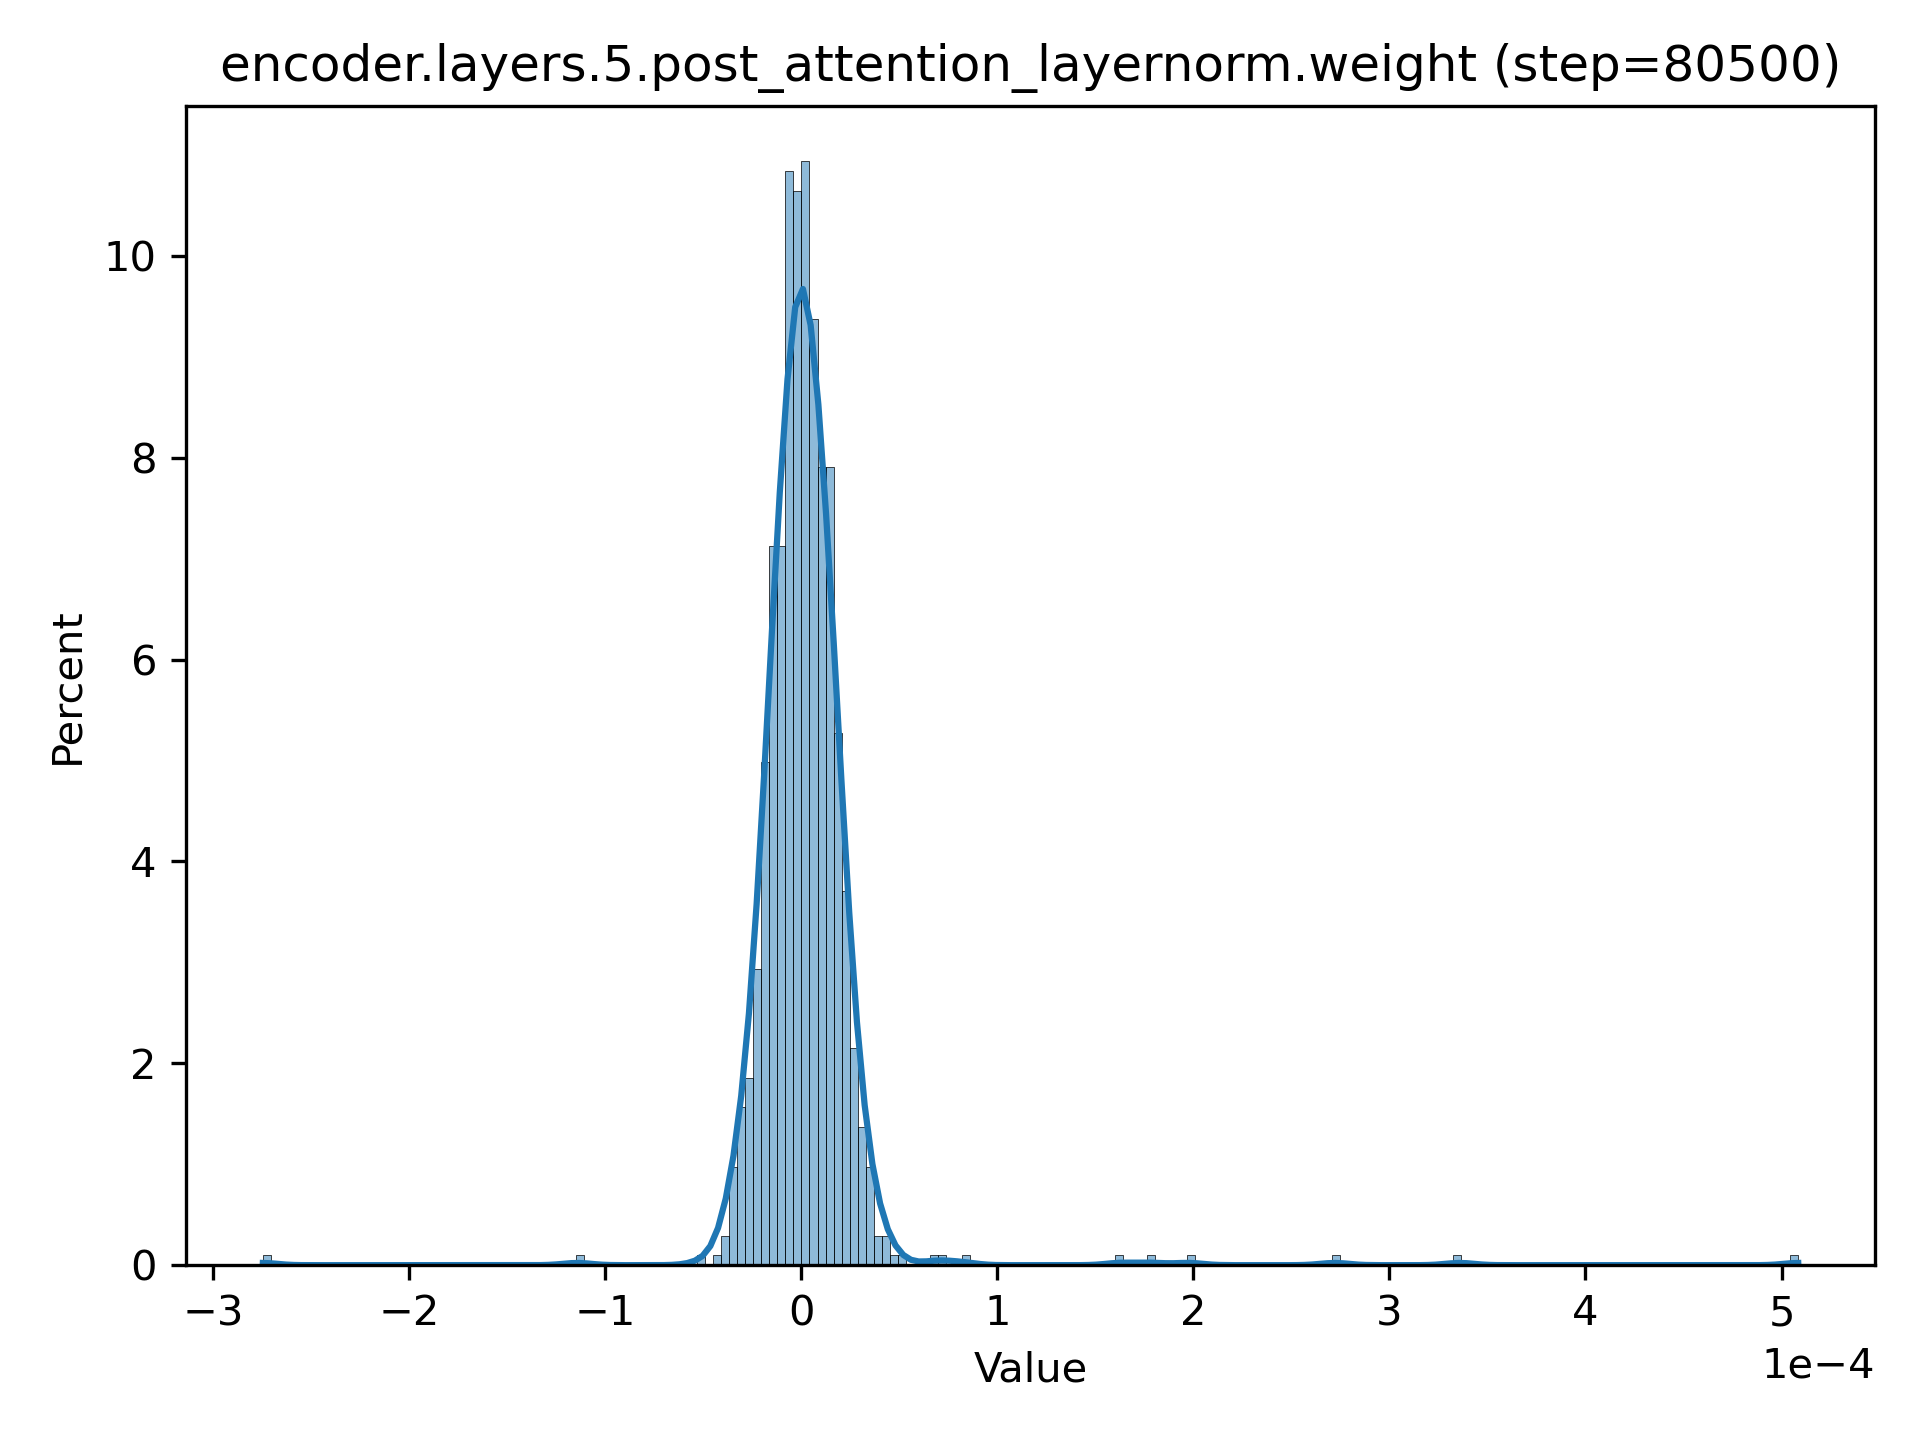 encoder.layers.5.post_attention_layernorm.weight (step=80500)
Percent
10
8
6
4
2
0
−3 −2 −1 0 1 2 3 4 5
1e−4
Value